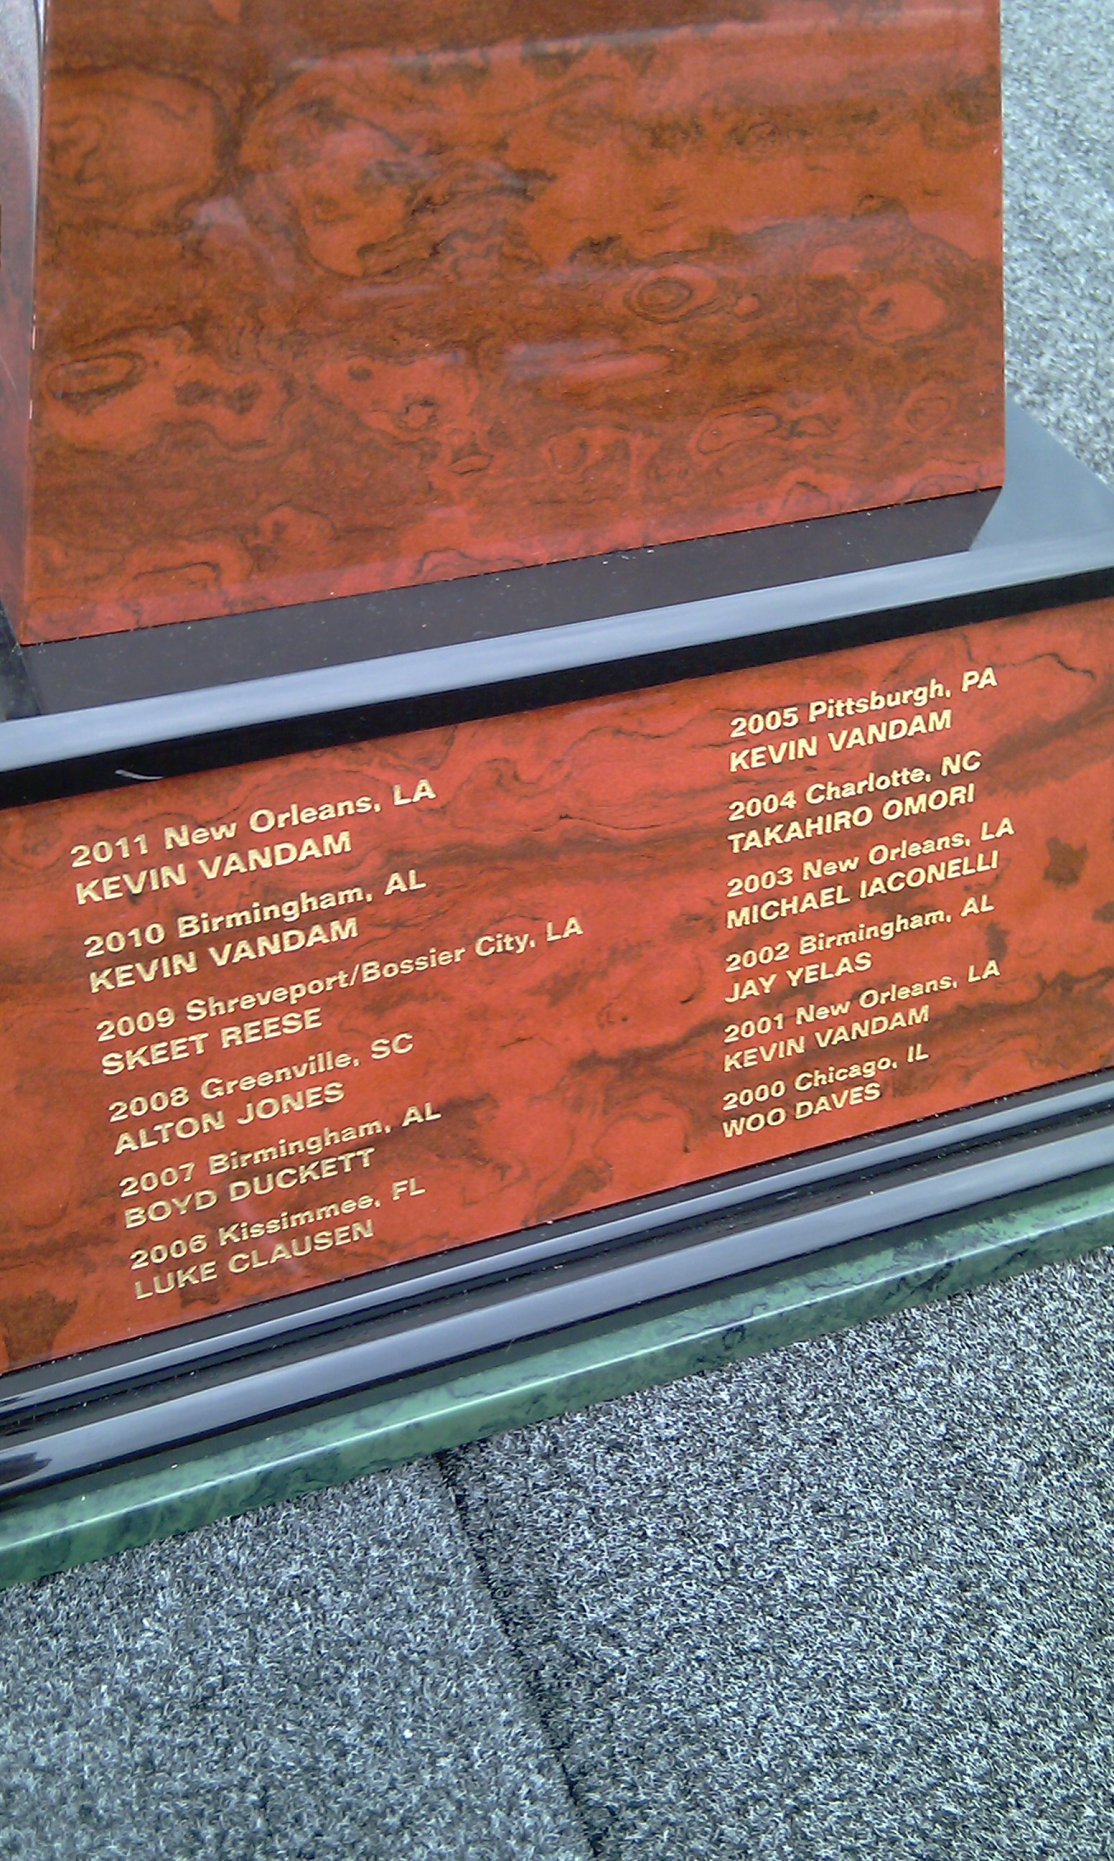 2011 New Orleans, LA
KEVIN VANDAM
2010 Birmingham, AL
KEVIN VANDAM
2009 Shreveport/Bossier City, LA
SKEET REESE
2008 Greenville, SC
ALTON JONES
2007 Birmingham, AL
BOYD DUCKETT
2006 Kissimmee, FL
LUKE CLAUSEN
2005 Pittsburgh, PA
KEVIN VANDAM
2004 Charlotte, NC
TAKAHIRO OMORI
2003 New Orleans, LA
MICHAEL IACONELLI
2002 Birmingham, AL
JAY YELAS
2001 New Orleans, LA
KEVIN VANDAM
2000 Chicago, IL
WOO DAVES